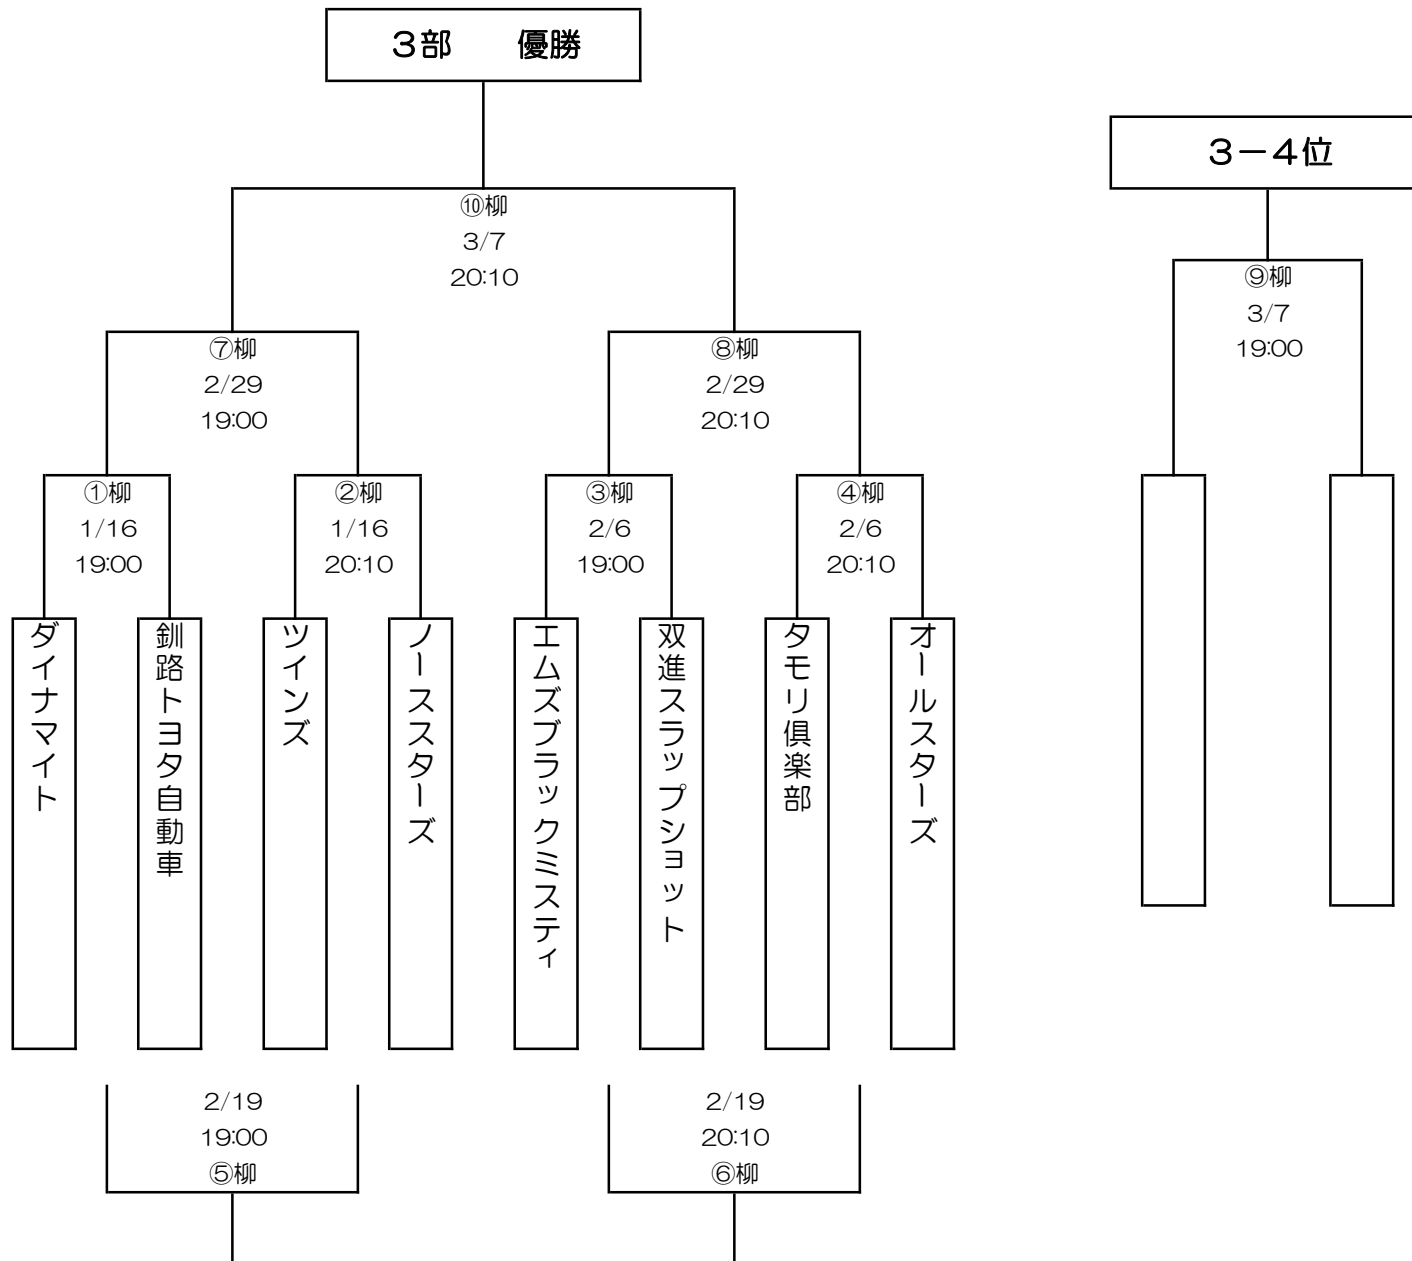 3部　優勝
3－4位
⑩柳
3/7
20:10
⑨柳
3/7
19:00
⑦柳
2/29
19:00
⑧柳
2/29
20:10
①柳
1/16
19:00
②柳
1/16
20:10
③柳
2/6
19:00
④柳
2/6
20:10
ダイナマイト
釧路トヨタ自動車
ツインズ
ノーススターズ
エムズブラックミスティ
双進スラップショット
タモリ倶楽部
オールスターズ
2/19
19:00
⑤柳
2/19
20:10
⑥柳